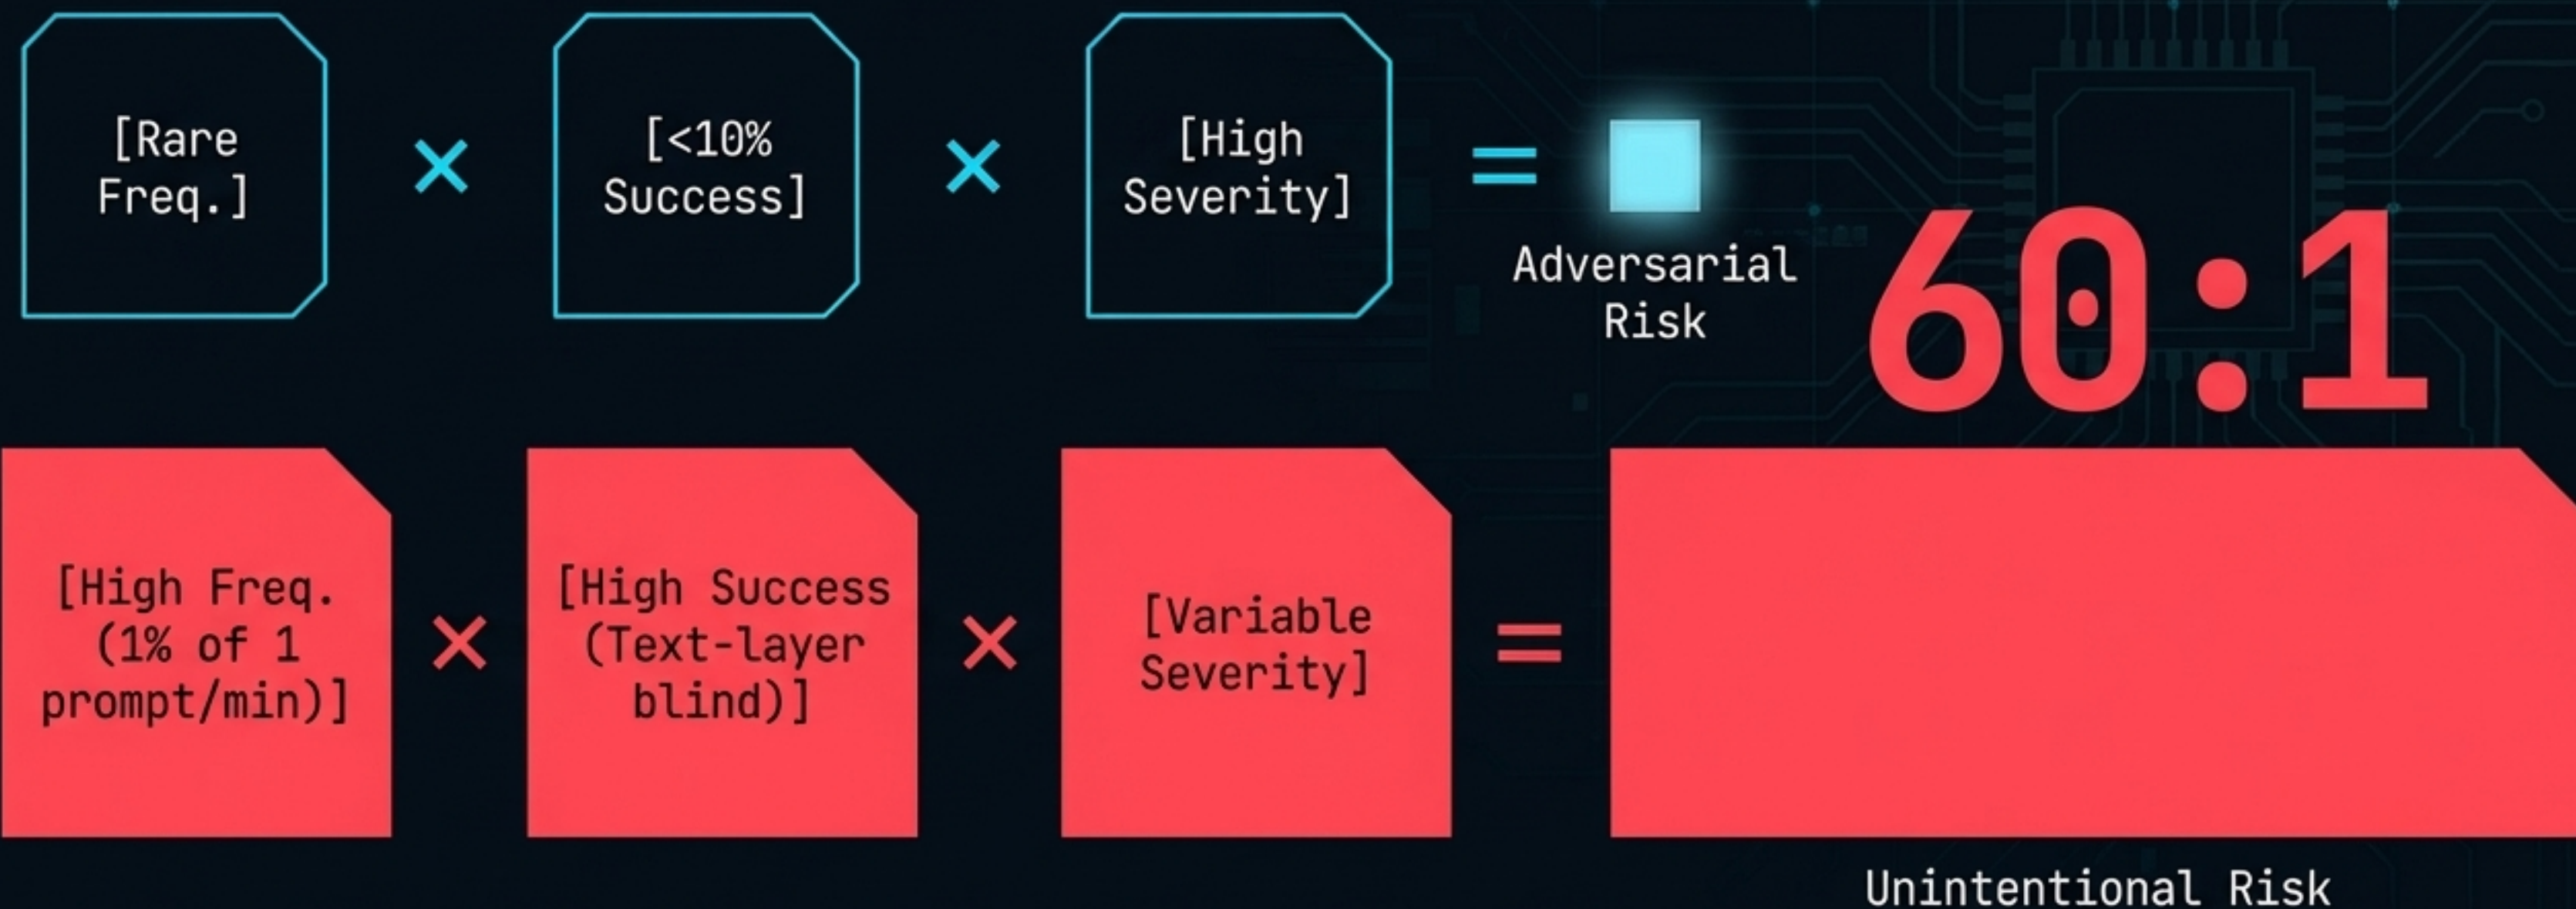 [Rare
Freq.]
×
[<10%
Success]
×
[High
Severity]
=
Adversarial
Risk
60:1
[High Freq.
(1% of 1
prompt/min)]
×
[High Success
(Text-layer
blind)]
×
[Variable
Severity]
=
Unintentional Risk